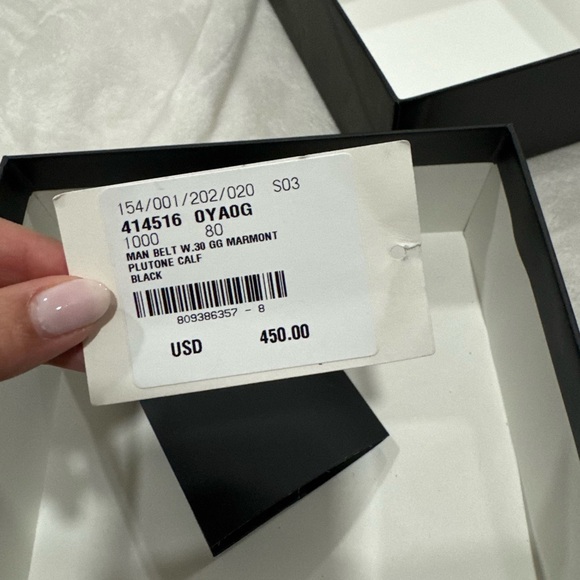 154/001/202/020 S03
414516 0YA0G
1000 80
MAN BELT W.30 GG MARMONT
PLUTONE CALF
BLACK
809386357 - 8
USD 450.00